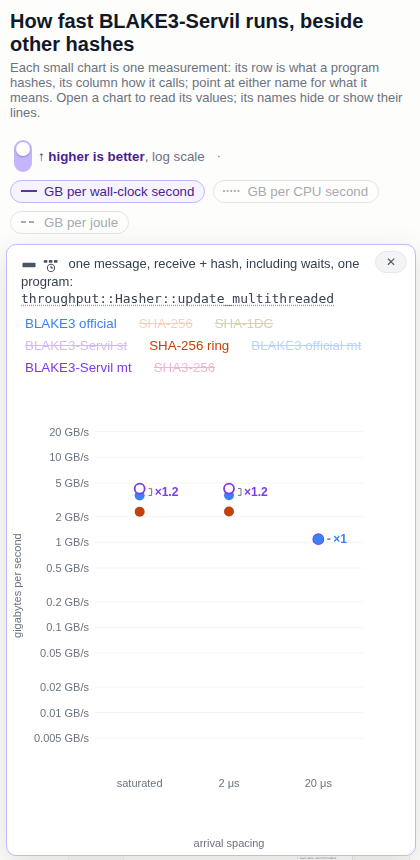 How fast BLAKE3-Servil runs, beside
other hashes
Each small chart is one measurement: its row is what a program
hashes, its column how it calls; point at either name for what it
means. Open a chart to read its values; its names hide or show their
lines.
↑ higher is better, log scale ·
GB per wall-clock second
GB per CPU second
GB per joule
one message, receive + hash, including waits, one
program:
throughput::Hasher::update_multithreaded
✕
BLAKE3 official SHA-256 SHA-1DC
BLAKE3-Servil st SHA-256 ring BLAKE3 official mt
BLAKE3-Servil mt SHA3-256
20 GB/s
10 GB/s
5 GB/s
×1.2 ×1.2
2 GB/s
1 GB/s
×1
0.5 GB/s
0.2 GB/s
0.1 GB/s
0.05 GB/s
0.02 GB/s
0.01 GB/s
0.005 GB/s
gigabytes per second
saturated 2 μs 20 μs
arrival spacing